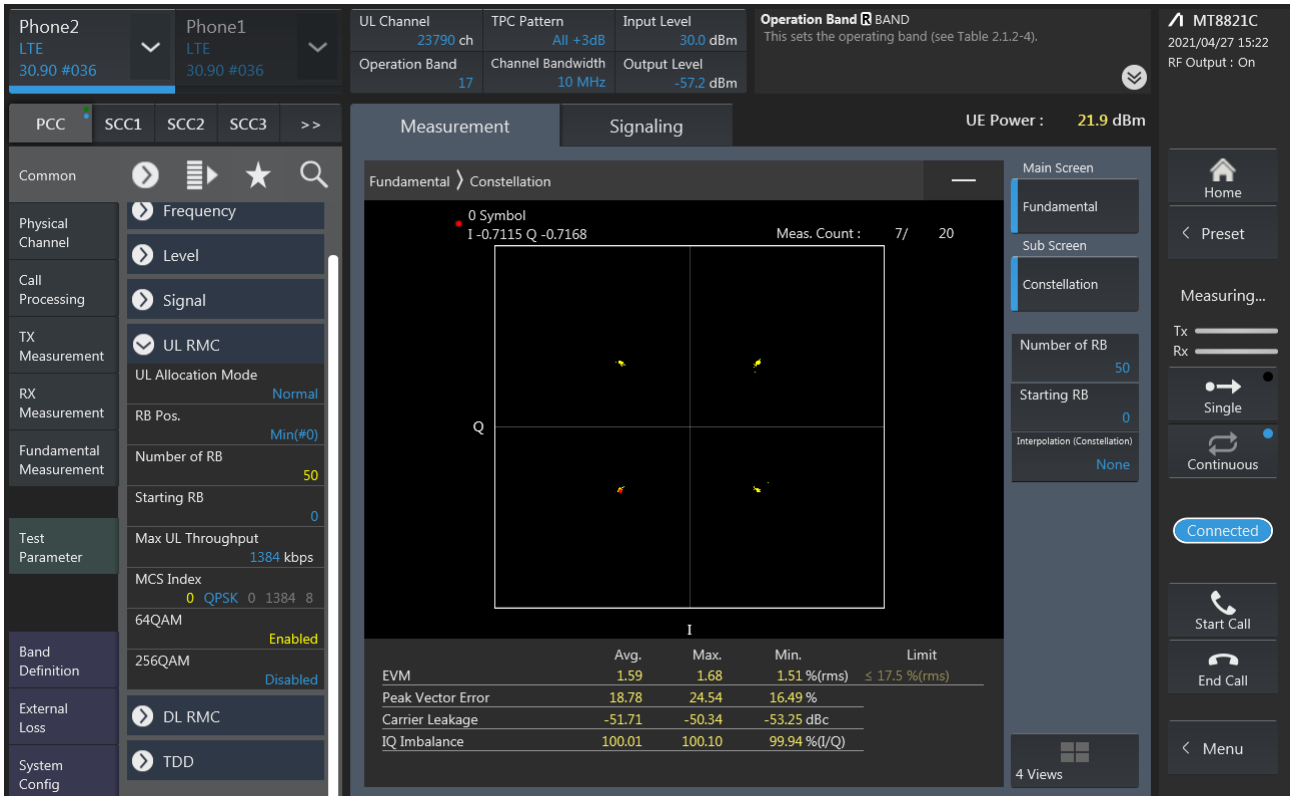 Phone2
LTE
30.90 #036
Phone1
LTE
30.90 #036
UL Channel
23790 ch
TPC Pattern
All +3dB
Input Level
30.0 dBm
Operation Band
17
Channel Bandwidth
10 MHz
Output Level
-57.2 dBm
Operation Band R BAND
This sets the operating band (see Table 2.1.2-4).
MT8821C
2021/04/27 15:22
RF Output : On
PCC
SCC1
SCC2
SCC3
>>
Common
Physical
Channel
Call
Processing
TX
Measurement
RX
Measurement
Fundamental
Measurement
Test
Parameter
Band
Definition
External
Loss
System
Config
Frequency
Level
Signal
UL RMC
UL Allocation Mode
Normal
RB Pos.
Min(#0)
Number of RB
50
Starting RB
0
Max UL Throughput
1384 kbps
MCS Index
0 QPSK 0 1384 8
64QAM
Enabled
256QAM
Disabled
DL RMC
TDD
Measurement
Signaling
UE Power : 21.9 dBm
Fundamental 〉 Constellation
0 Symbol
I -0.7115 Q -0.7168
Meas. Count : 7/ 20
Q
I
Avg. Max. Min. Limit
EVM 1.59 1.68 1.51 %(rms) ≤ 17.5 %(rms)
Peak Vector Error 18.78 24.54 16.49 %
Carrier Leakage -51.71 -50.34 -53.25 dBc
IQ Imbalance 100.01 100.10 99.94 %(I/Q)
Main Screen
Fundamental
Sub Screen
Constellation
Number of RB
50
Starting RB
0
Interpolation (Constellation)
None
4 Views
Home
< Preset
Measuring...
Tx
Rx
Single
Continuous
Connected
Start Call
End Call
< Menu